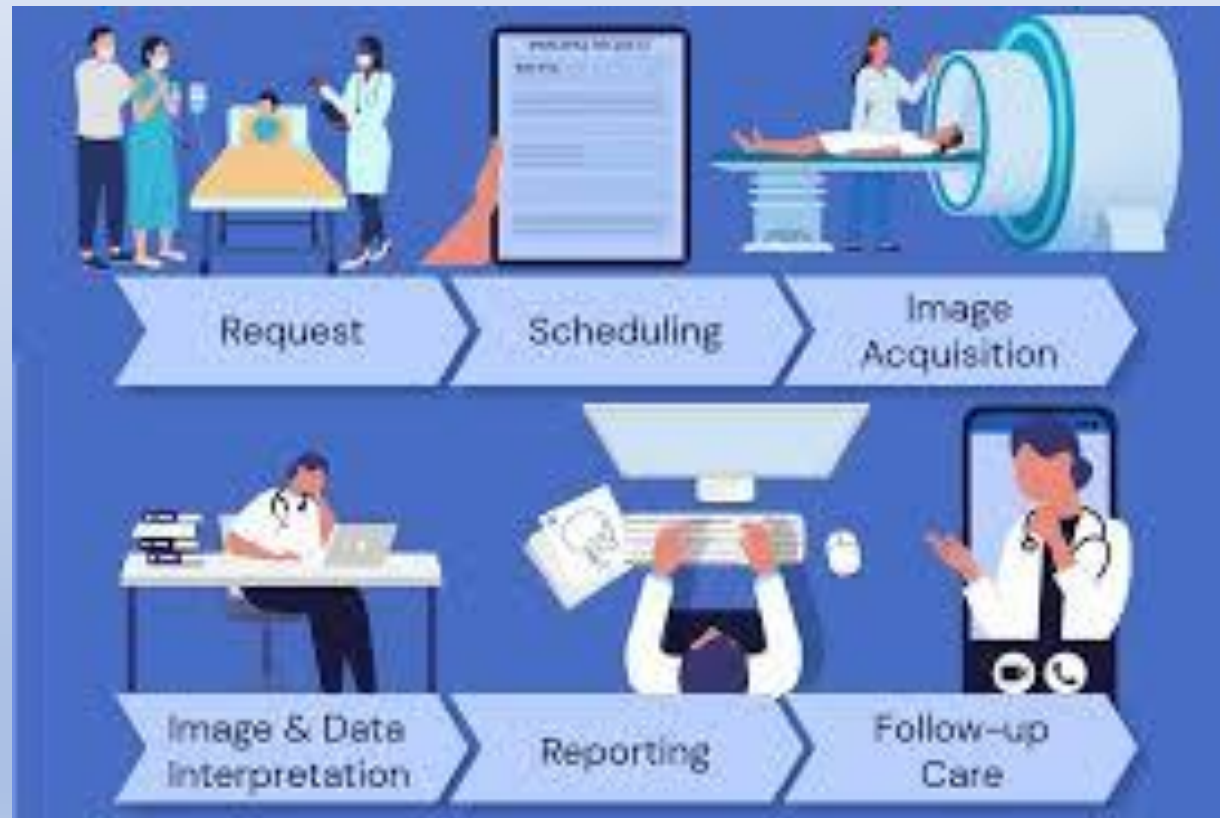 Request
Scheduling
Image
Acquisition
Image & Data
Interpretation
Reporting
Follow-up
Care